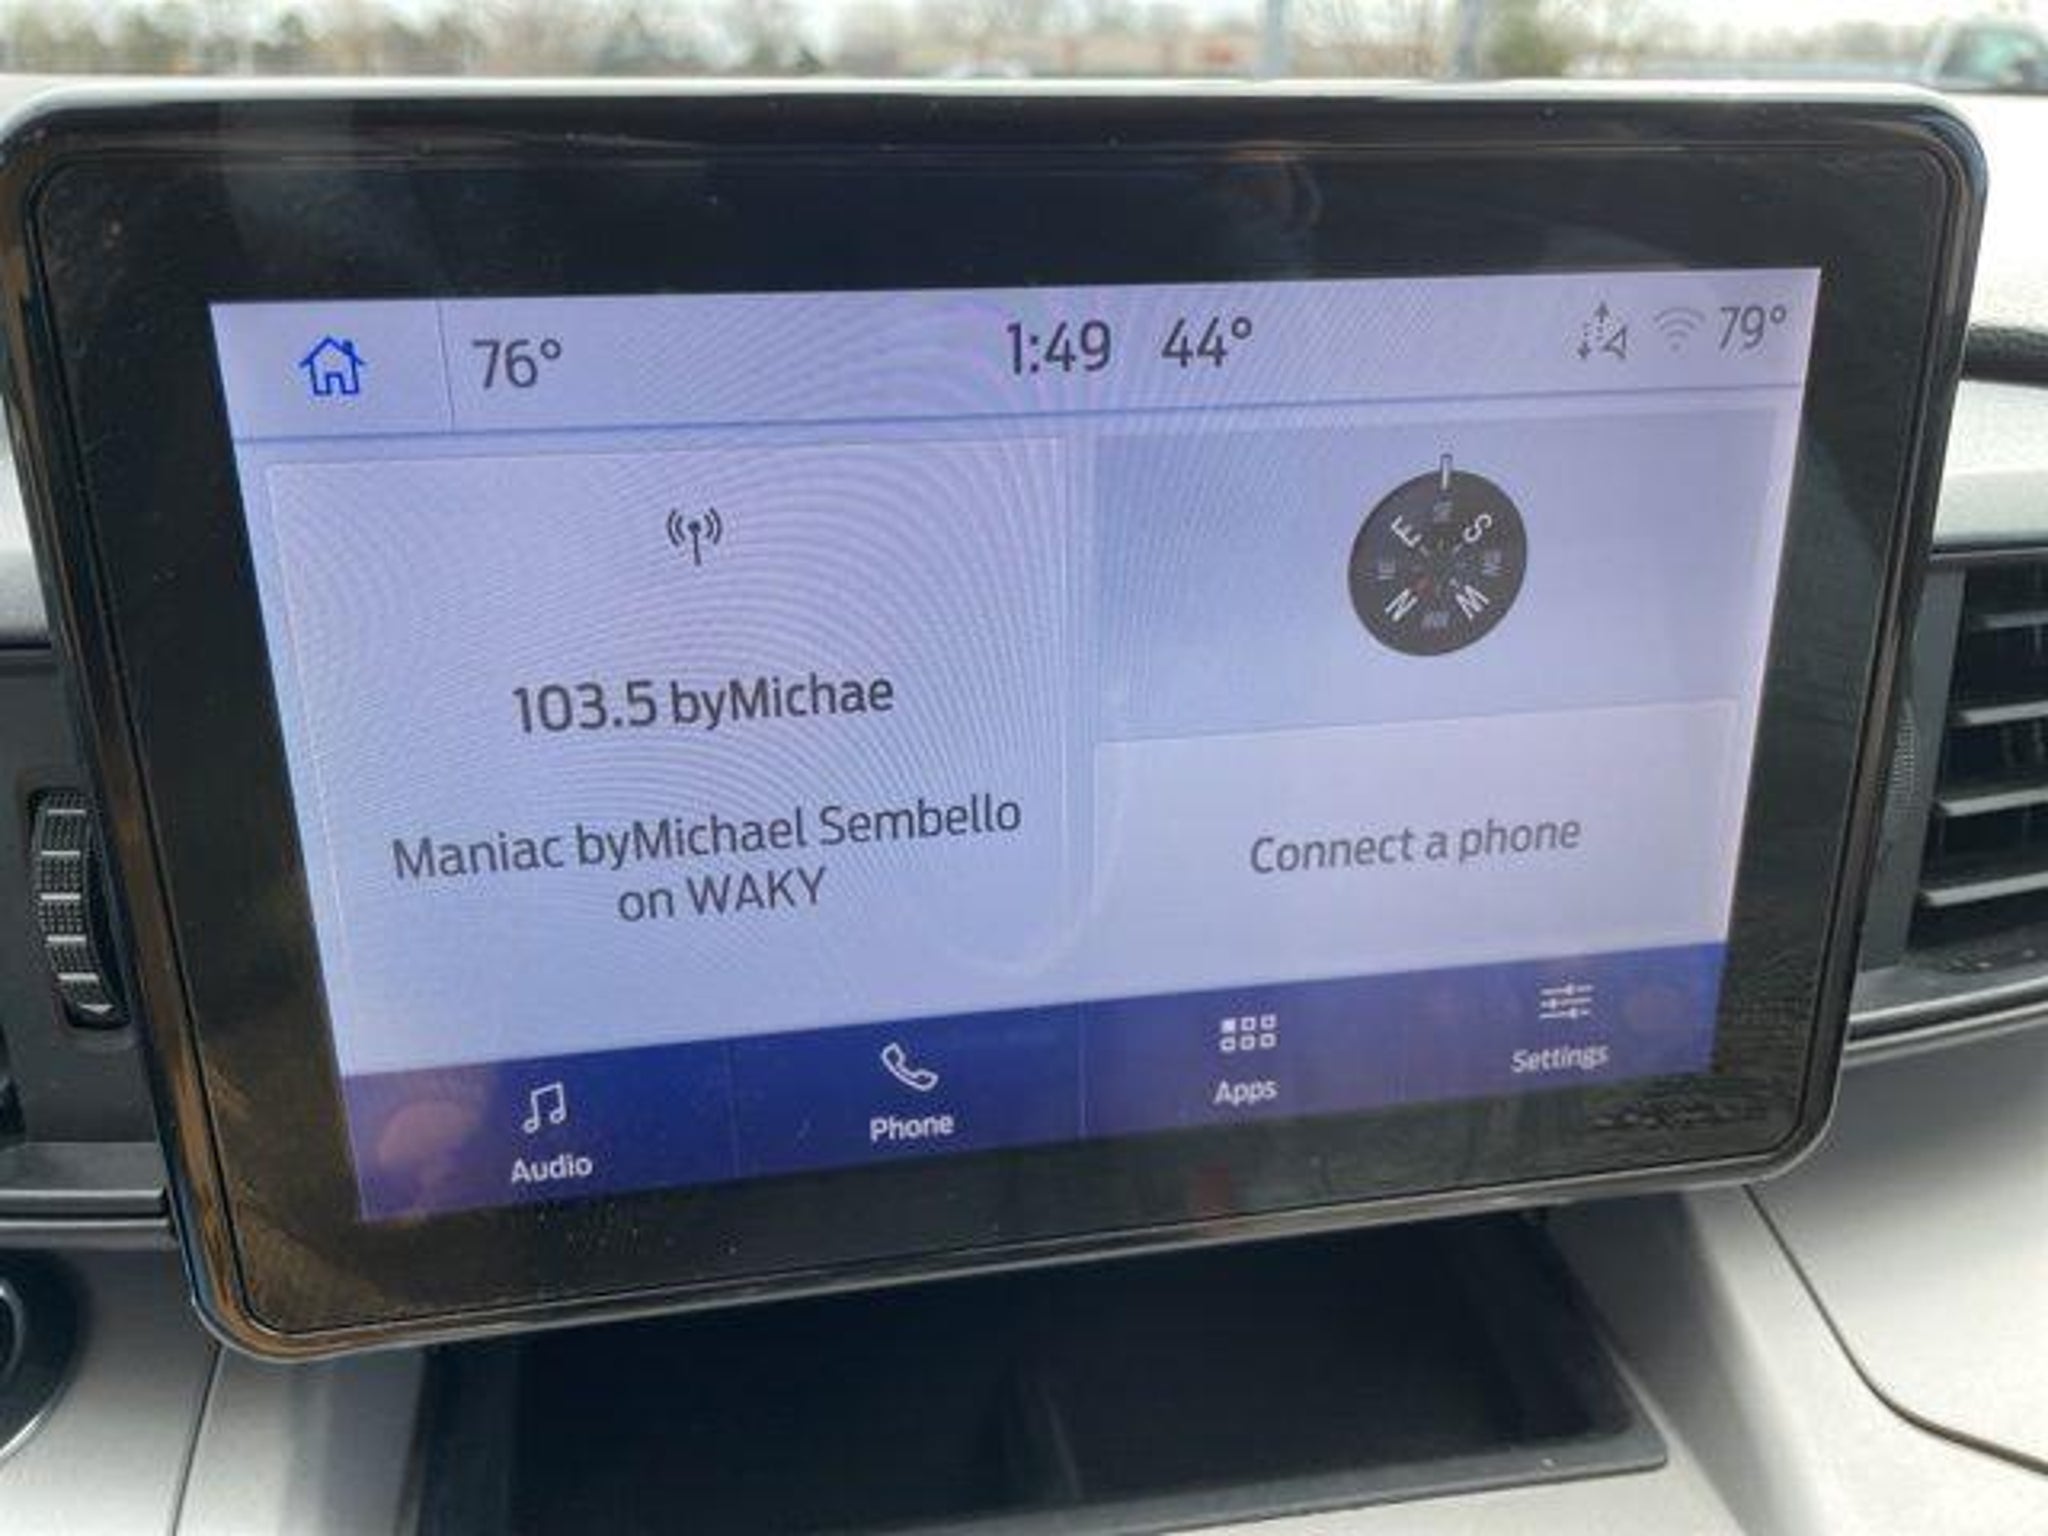 76°
1:49 44°
79°
103.5 byMichae
Maniac byMichael Sembello
on WAKY
E
S
N
W
Connect a phone
Audio
Phone
Apps
Settings